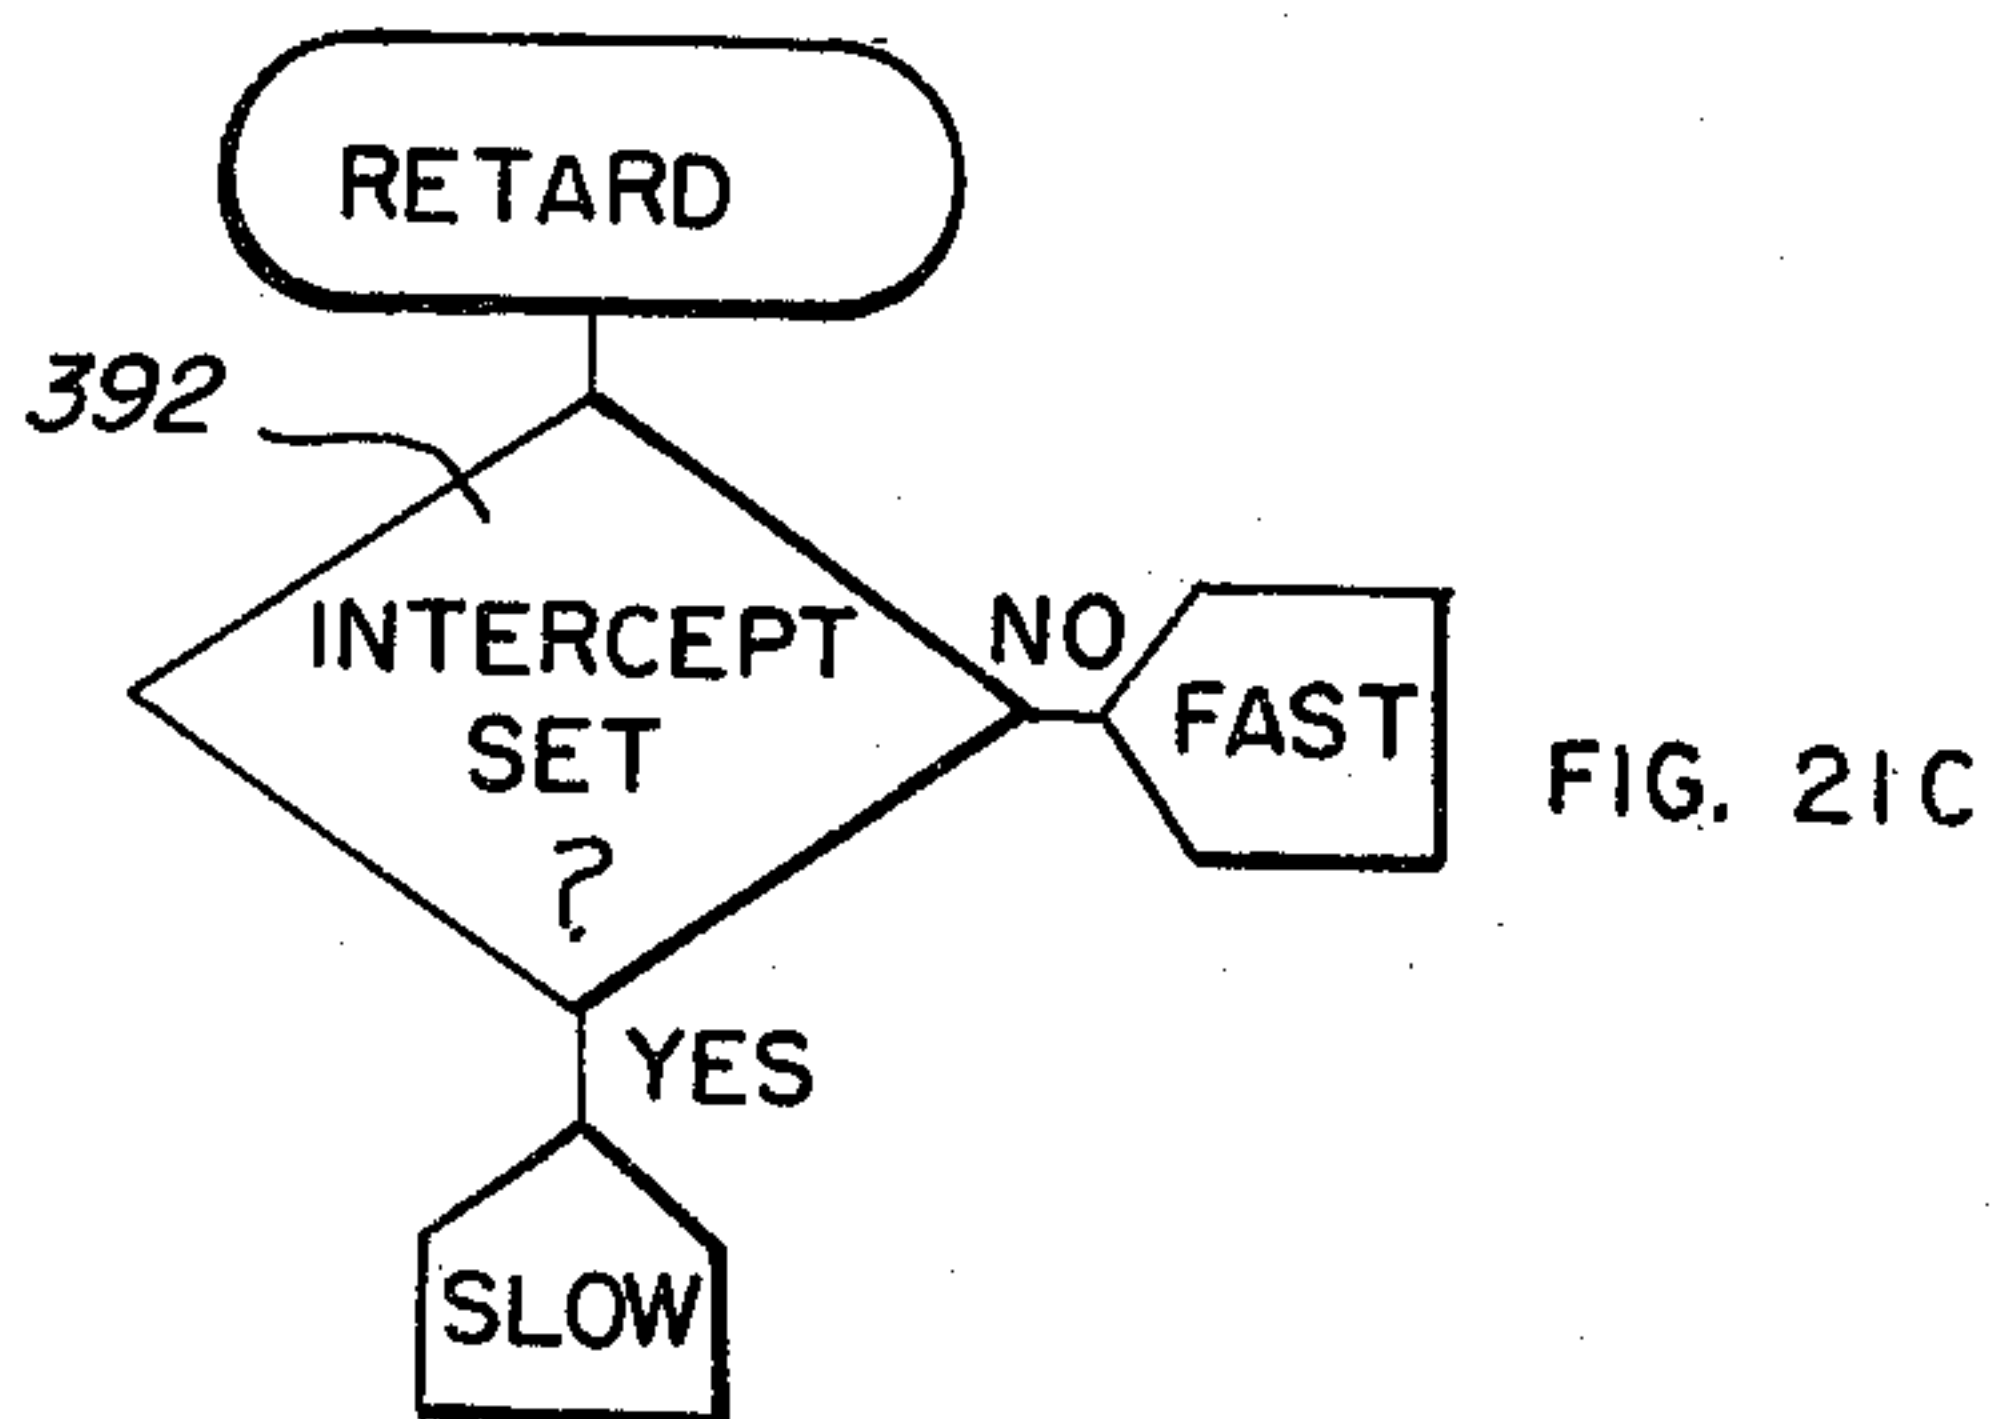 RETARD
392
INTERCEPT
SET
?
NO
FAST
FIG. 21C
YES
SLOW